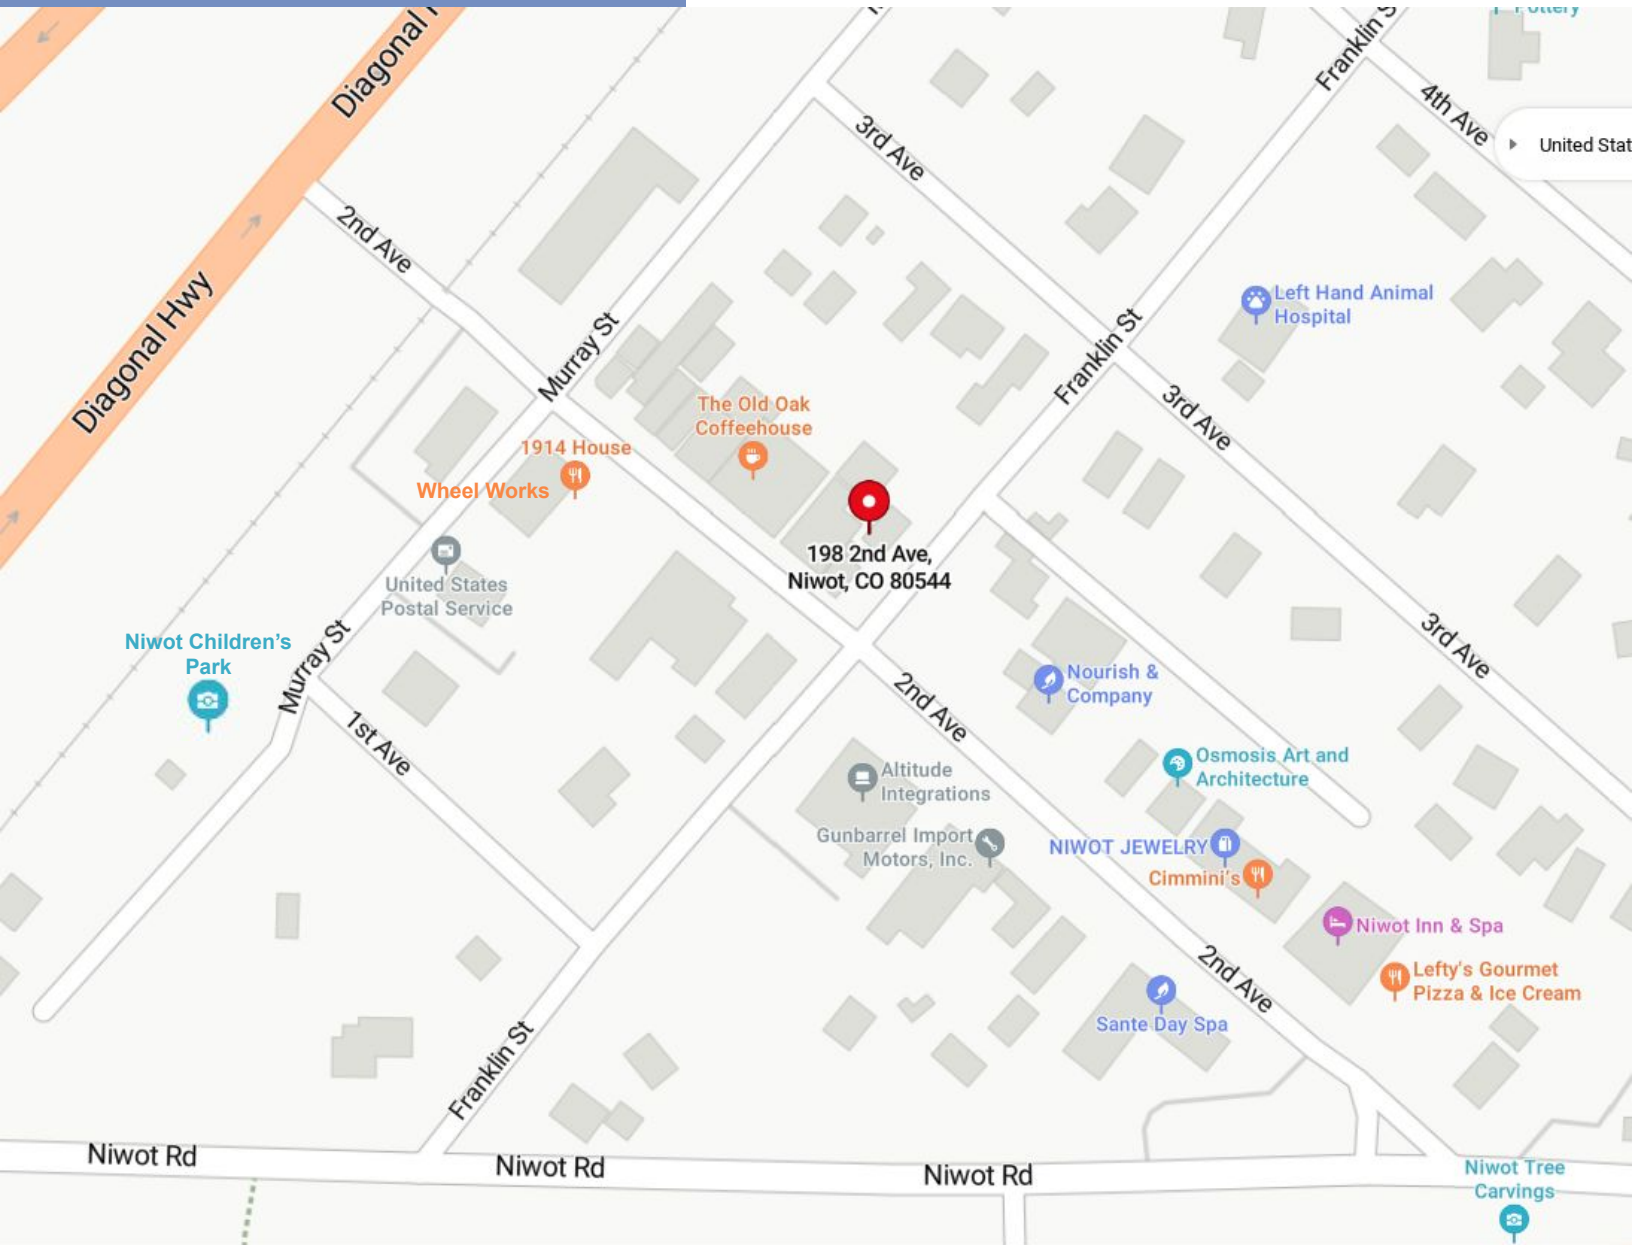 Pottery
Diagonal
Franklin S
4th Ave
3rd Ave
United Stat
2nd Ave
Diagonal Hwy
Left Hand Animal
Hospital
Murray St
Franklin St
3rd Ave
The Old Oak
Coffeehouse
1914 House
Wheel Works
198 2nd Ave,
Niwot, CO 80544
United States
Postal Service
Niwot Children's
Park
Murray St
3rd Ave
Nourish &
Company
2nd Ave
1st Ave
Osmosis Art and
Architecture
Altitude
Integrations
Gunbarrel Import
Motors, Inc.
NIWOT JEWELRY
Cimmini's
Niwot Inn & Spa
2nd Ave
Lefty's Gourmet
Pizza & Ice Cream
Sante Day Spa
Franklin St
Niwot Rd
Niwot Rd
Niwot Rd
Niwot Tree
Carvings